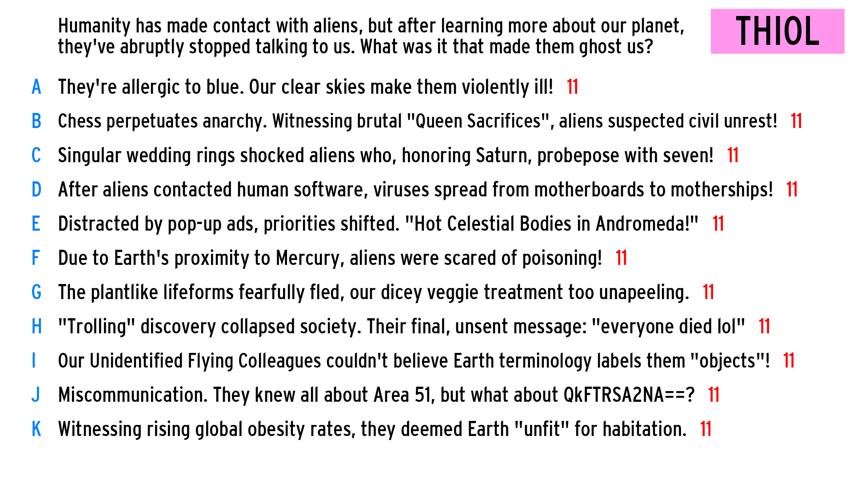 Humanity has made contact with aliens, but after learning more about our planet,
they've abruptly stopped talking to us. What was it that made them ghost us?
THIOL
A They're allergic to blue. Our clear skies make them violently ill! 11
B Chess perpetuates anarchy. Witnessing brutal "Queen Sacrifices", aliens suspected civil unrest! 11
C Singular wedding rings shocked aliens who, honoring Saturn, probepose with seven! 11
D After aliens contacted human software, viruses spread from motherboards to motherships! 11
E Distracted by pop-up ads, priorities shifted. "Hot Celestial Bodies in Andromeda!" 11
F Due to Earth's proximity to Mercury, aliens were scared of poisoning! 11
G The plantlike lifeforms fearfully fled, our dicey veggie treatment too unapeeling. 11
H "Trolling" discovery collapsed society. Their final, unsent message: "everyone died lol" 11
I Our Unidentified Flying Colleagues couldn't believe Earth terminology labels them "objects"! 11
J Miscommunication. They knew all about Area 51, but what about QkFTRSA2NA==? 11
K Witnessing rising global obesity rates, they deemed Earth "unfit" for habitation. 11